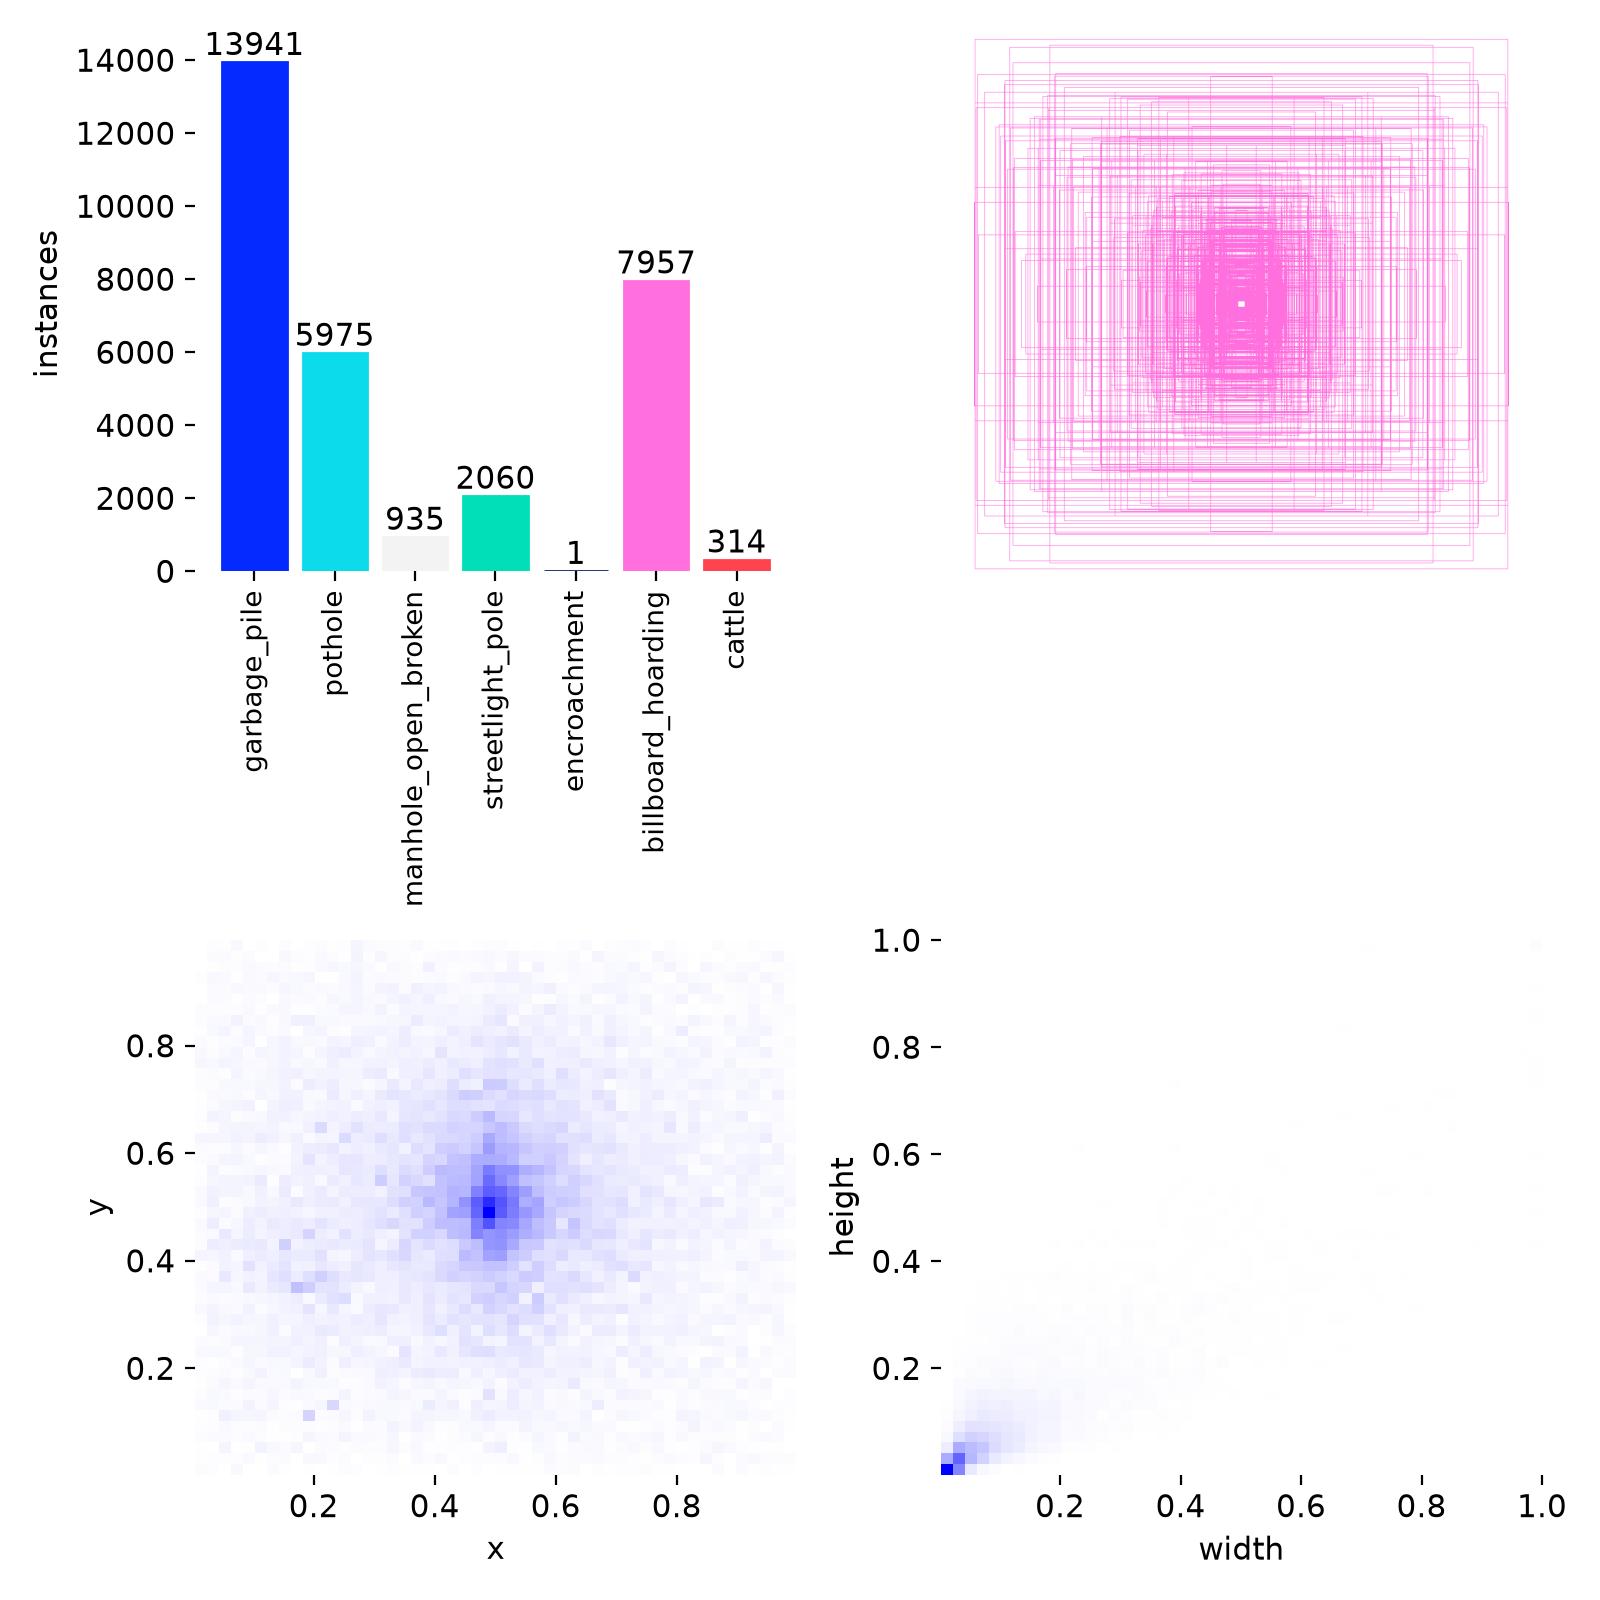 13941
14000
12000
10000
8000
6000
4000
2000
0
instances
5975
935
2060
1
7957
314
garbage_pile
pothole
manhole_open_broken
streetlight_pole
encroachment
billboard_hoarding
cattle
0.8
0.6
0.4
0.2
y
0.2
0.4
0.6
0.8
x
1.0
0.8
0.6
0.4
0.2
height
0.2
0.4
0.6
0.8
1.0
width